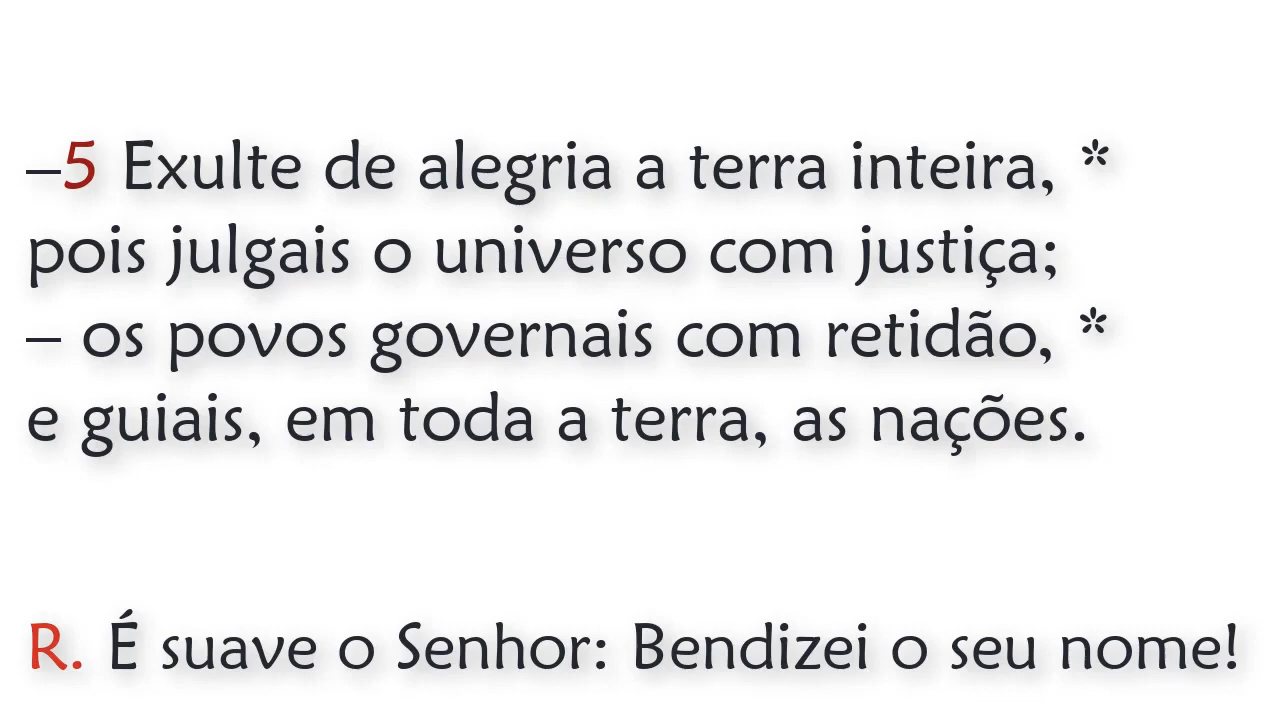 –5 Exulte de alegria a terra inteira, *
pois julgais o universo com justiça;
– os povos governais com retidão, *
e guiais, em toda a terra, as nações.
R. É suave o Senhor: Bendizei o seu nome!